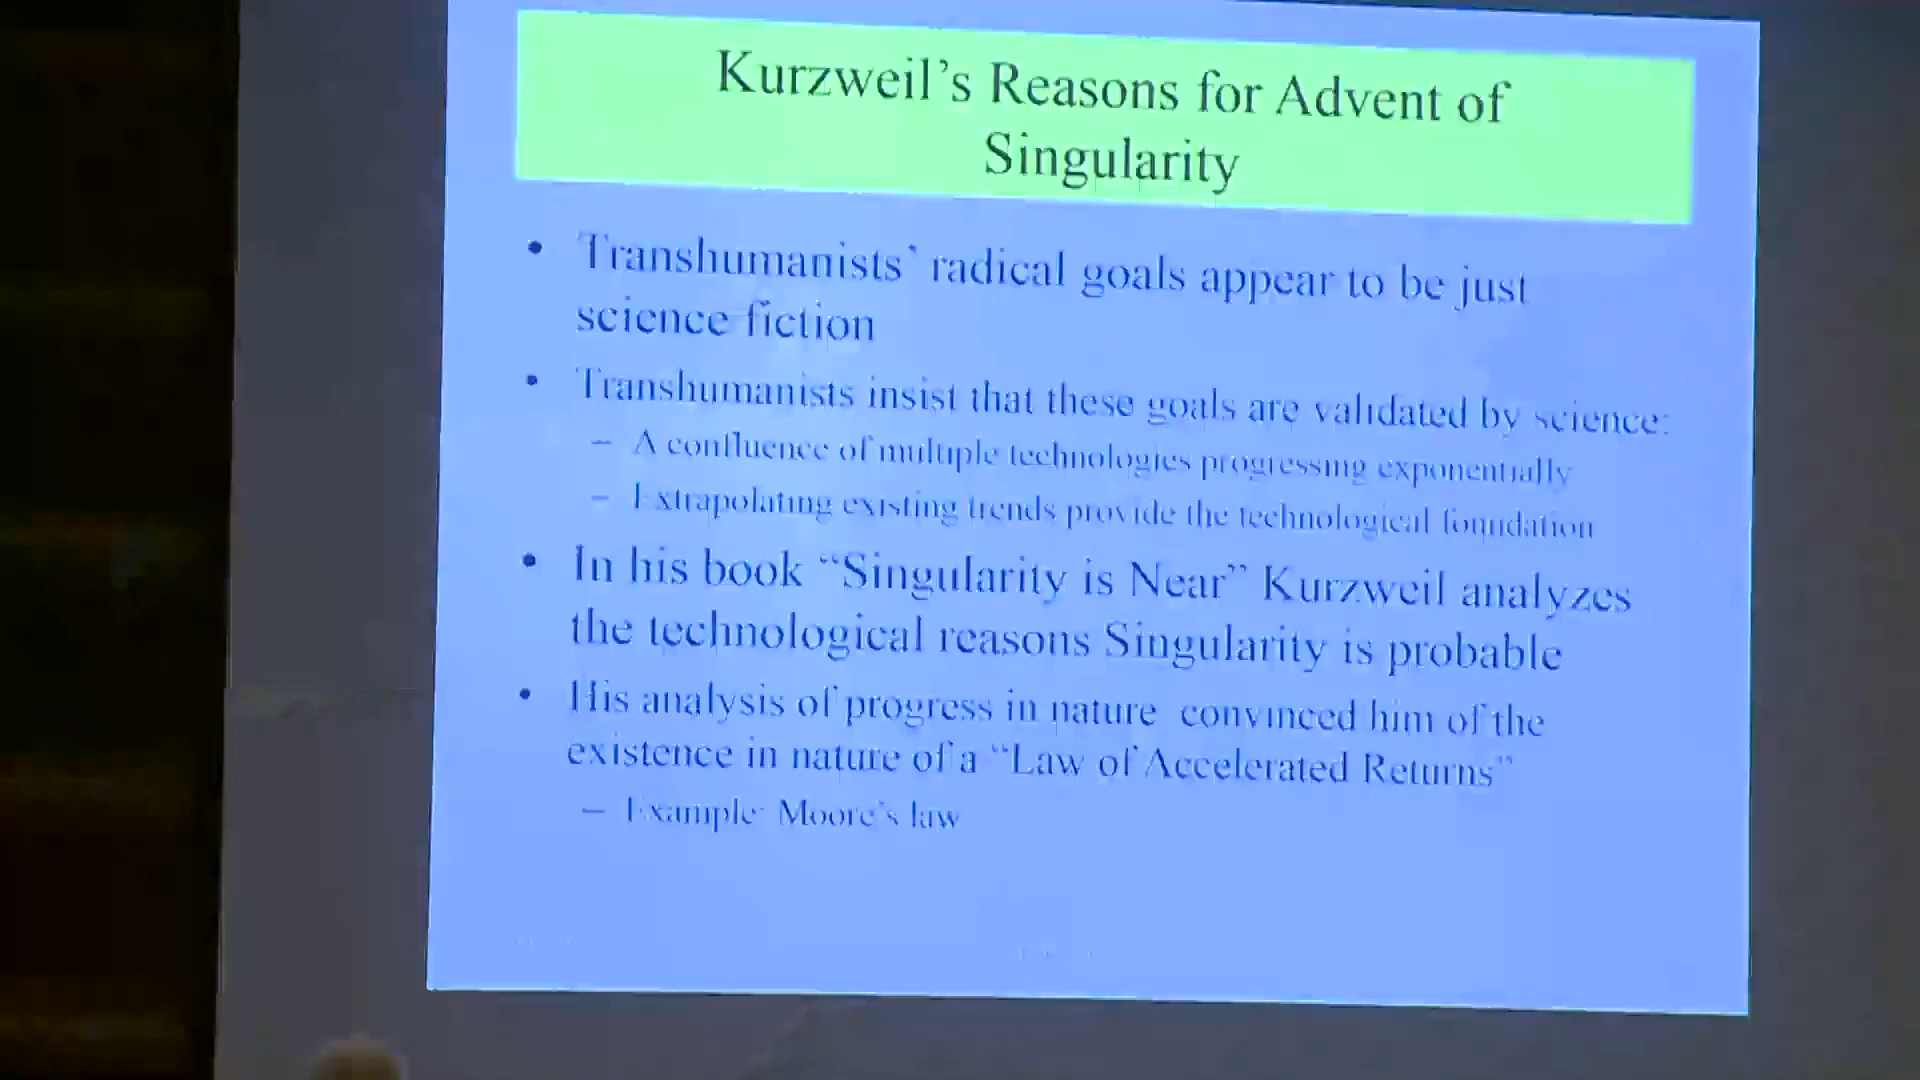 Kurzweil's Reasons for Advent of
Singularity
• Transhumanists' radical goals appear to be just
science fiction
• Transhumanists insist that these goals are validated by science:
– A confluence of multiple technologies progressing exponentially
– Extrapolating existing trends provide the technological foundation
• In his book “Singularity is Near” Kurzweil analyzes
the technological reasons Singularity is probable
• His analysis of progress in nature convinced him of the
existence in nature of a “Law of Accelerated Returns”
– Example: Moore's law